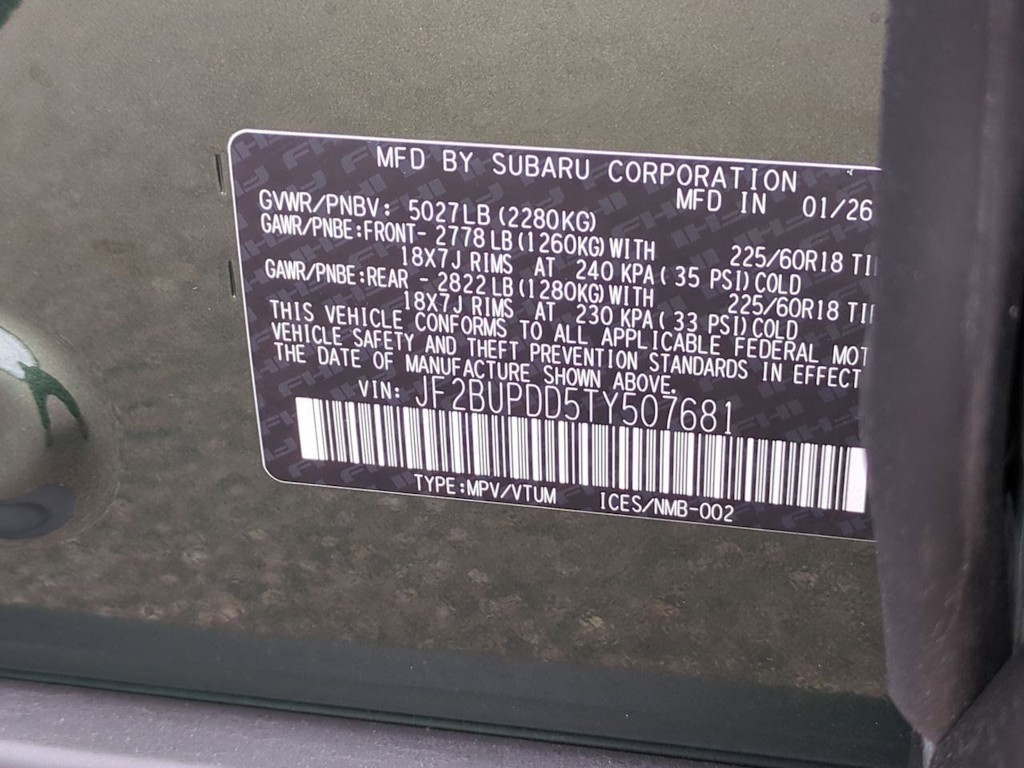 MFD BY SUBARU CORPORATION
MFD IN 01/26
GVWR/PNBV: 5027LB (2280KG)
GAWR/PNBE:FRONT- 2778 LB (1260KG) WITH 225/60R18
18X7J RIMS AT 240 KPA ( 35 PSI) COLD
GAWR/PNBE:REAR - 2822 LB (1280KG) WITH 225/60R18
18X7J RIMS AT 230 KPA ( 33 PSI) COLD
THIS VEHICLE CONFORMS TO ALL APPLICABLE FEDERAL MOT
VEHICLE SAFETY AND THEFT PREVENTION STANDARDS IN EFFECT
THE DATE OF MANUFACTURE SHOWN ABOVE.
VIN: JF2BUPDD5TY507681
TYPE:MPV/VTUM ICES/NMB-002